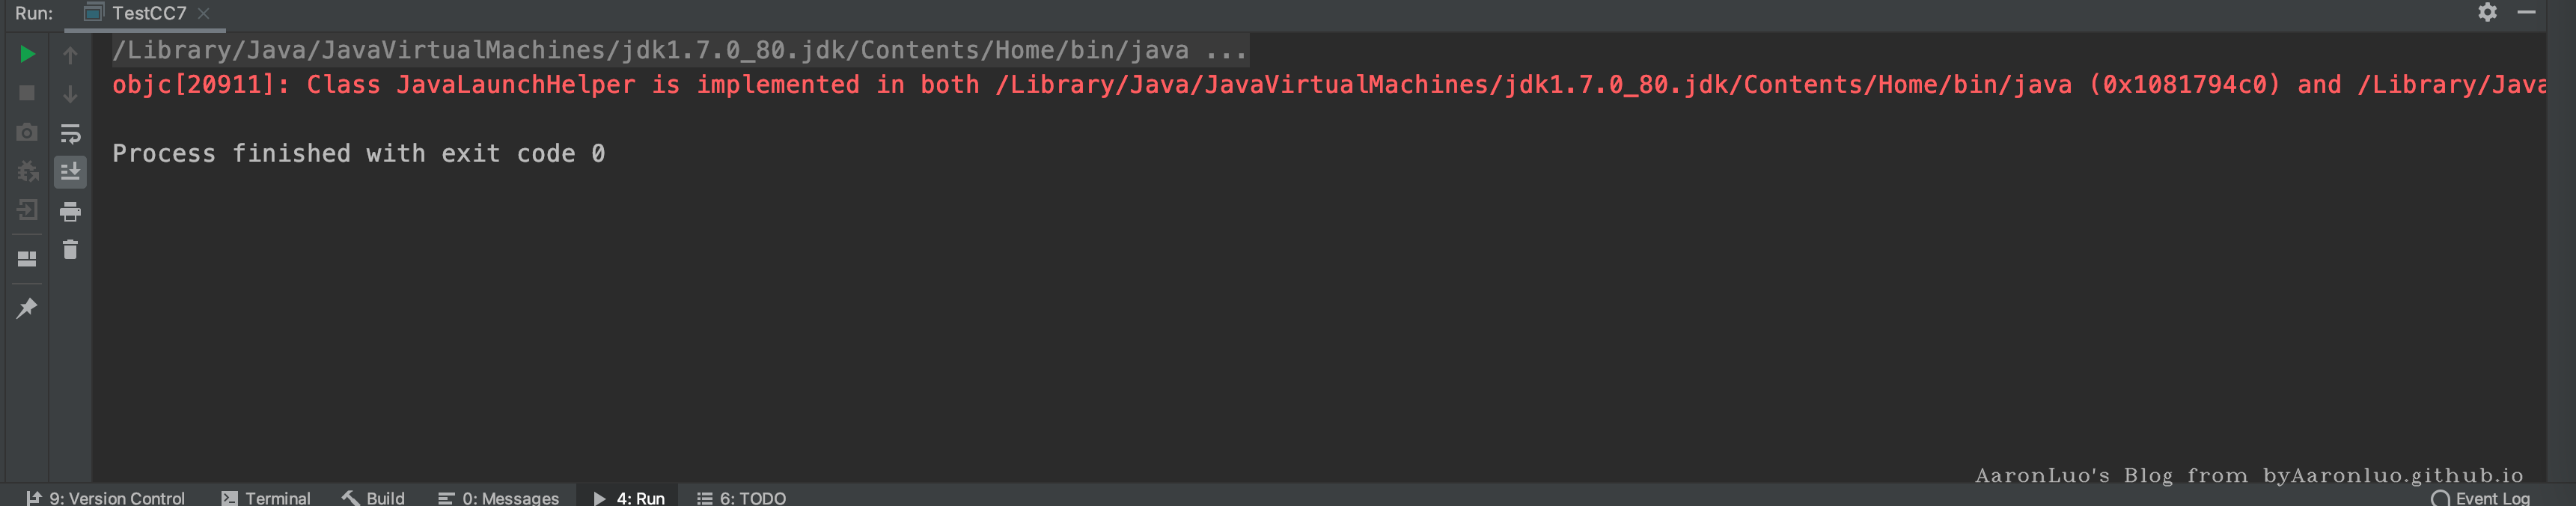 Run: TestCC7
/Library/Java/JavaVirtualMachines/jdk1.7.0_80.jdk/Contents/Home/bin/java ...
objc[20911]: Class JavaLaunchHelper is implemented in both /Library/Java/JavaVirtualMachines/jdk1.7.0_80.jdk/Contents/Home/bin/java (0x1081794c0) and /Library/Java
Process finished with exit code 0
AaronLuo's Blog from byAaronluo.github.io
9: Version Control Terminal Build 0: Messages 4: Run 6: TODO Event Log